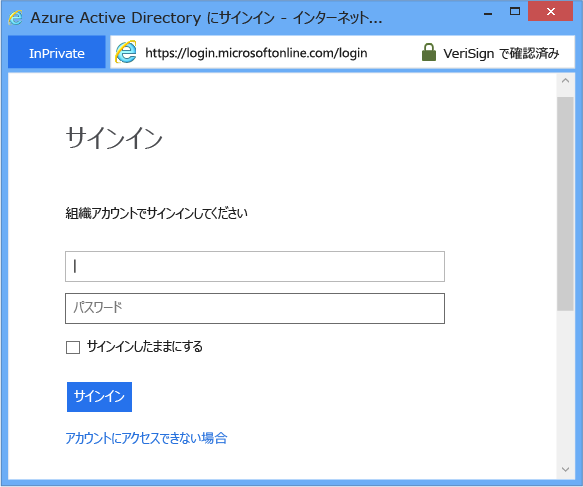 Azure Active Directory にサインイン - インターネット...
InPrivate
https://login.microsoftonline.com/login
VeriSign で確認済み
サインイン
組織アカウントでサインインしてください
パスワード
サインインしたままにする
サインイン
アカウントにアクセスできない場合